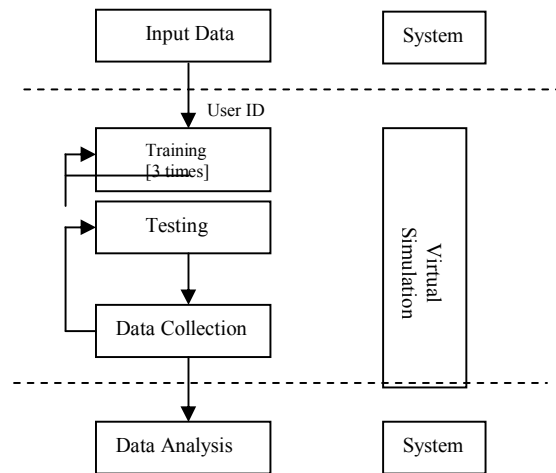 Input Data
System
User ID
Training
[3 times]
Testing
Virtual
Simulation
Data Collection
Data Analysis
System